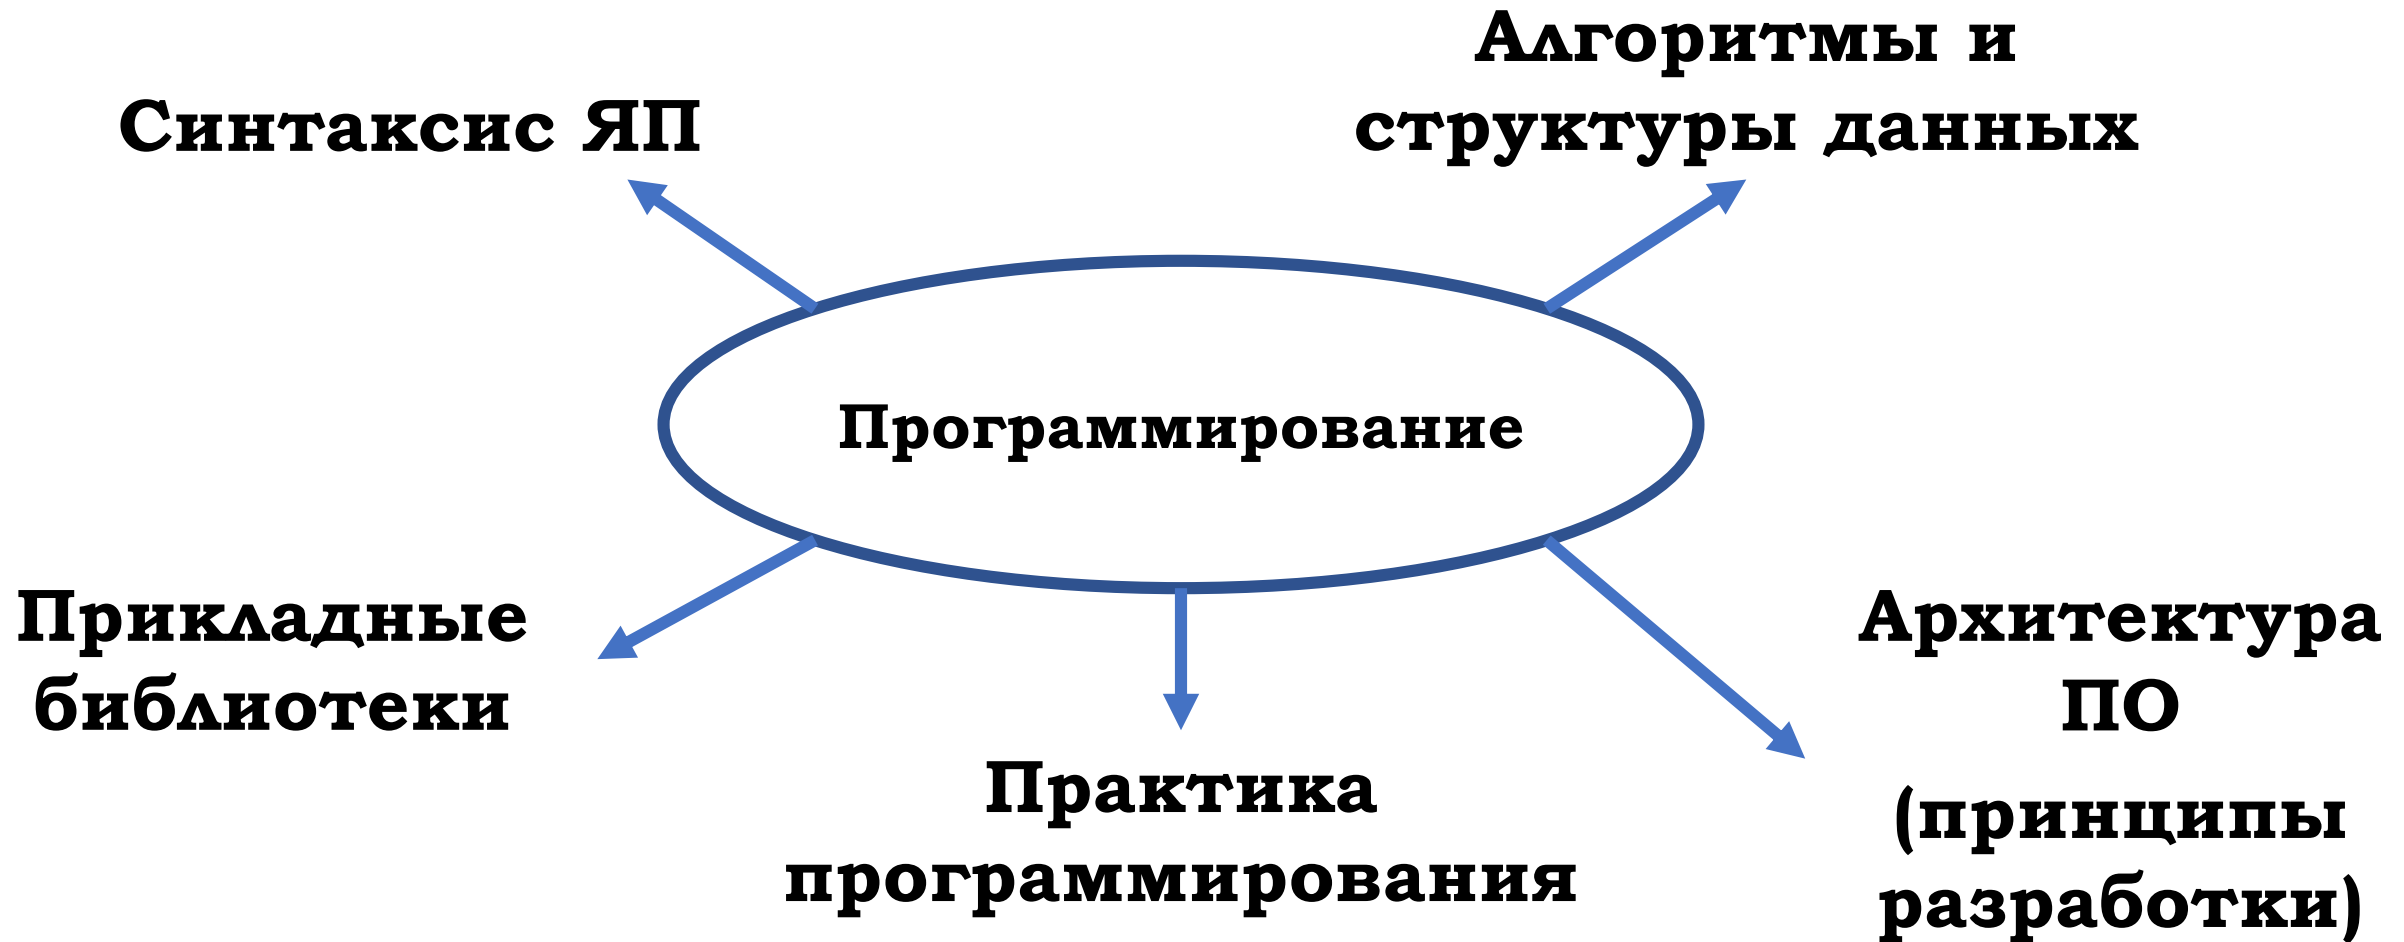 Синтаксис ЯП
Алгоритмы и
структуры данных
Программирование
Прикладные
библиотеки
Практика
программирования
Архитектура
ПО
(принципы
разработки)